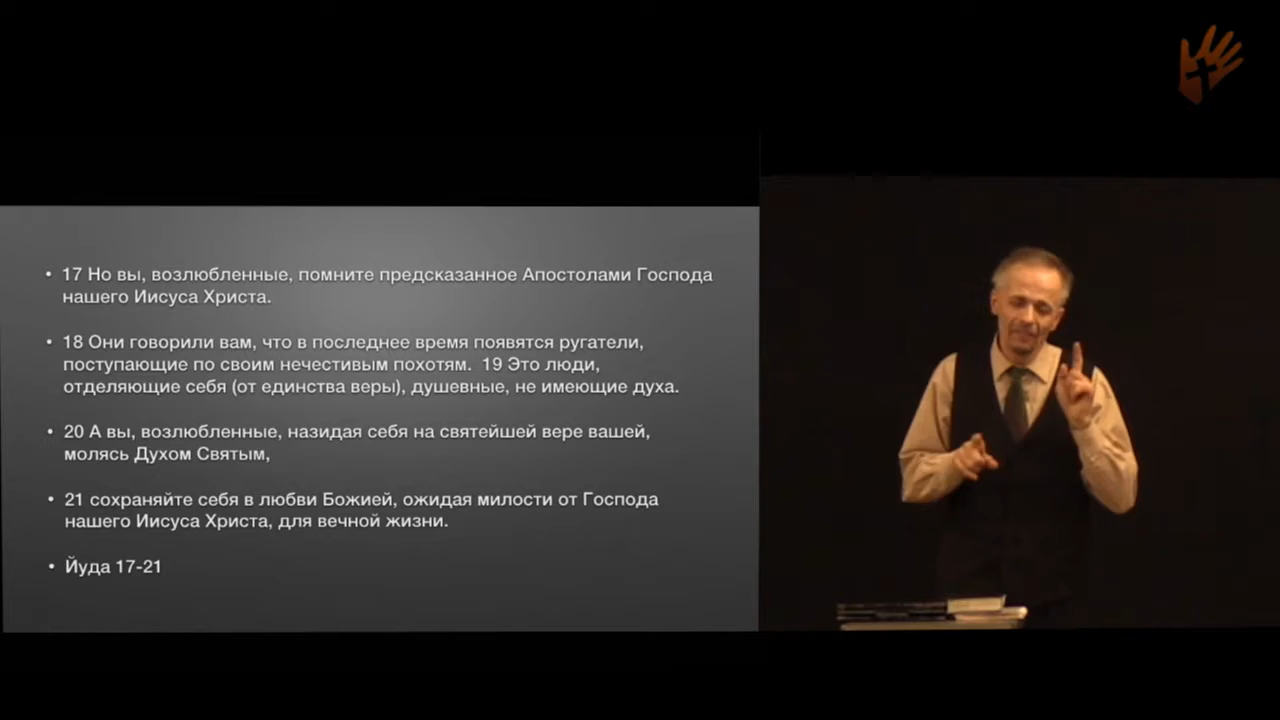 • 17 Но вы, возлюбленные, помните предсказанное Апостолами Господа
нашего Иисуса Христа.
• 18 Они говорили вам, что в последнее время появятся ругатели,
поступающие по своим нечестивым похотям.  19 Это люди,
отделяющие себя (от единства веры), душевные, не имеющие духа.
• 20 А вы, возлюбленные, назидая себя на святейшей вере вашей,
молясь Духом Святым,
• 21 сохраняйте себя в любви Божией, ожидая милости от Господа
нашего Иисуса Христа, для вечной жизни.
• Йуда 17-21